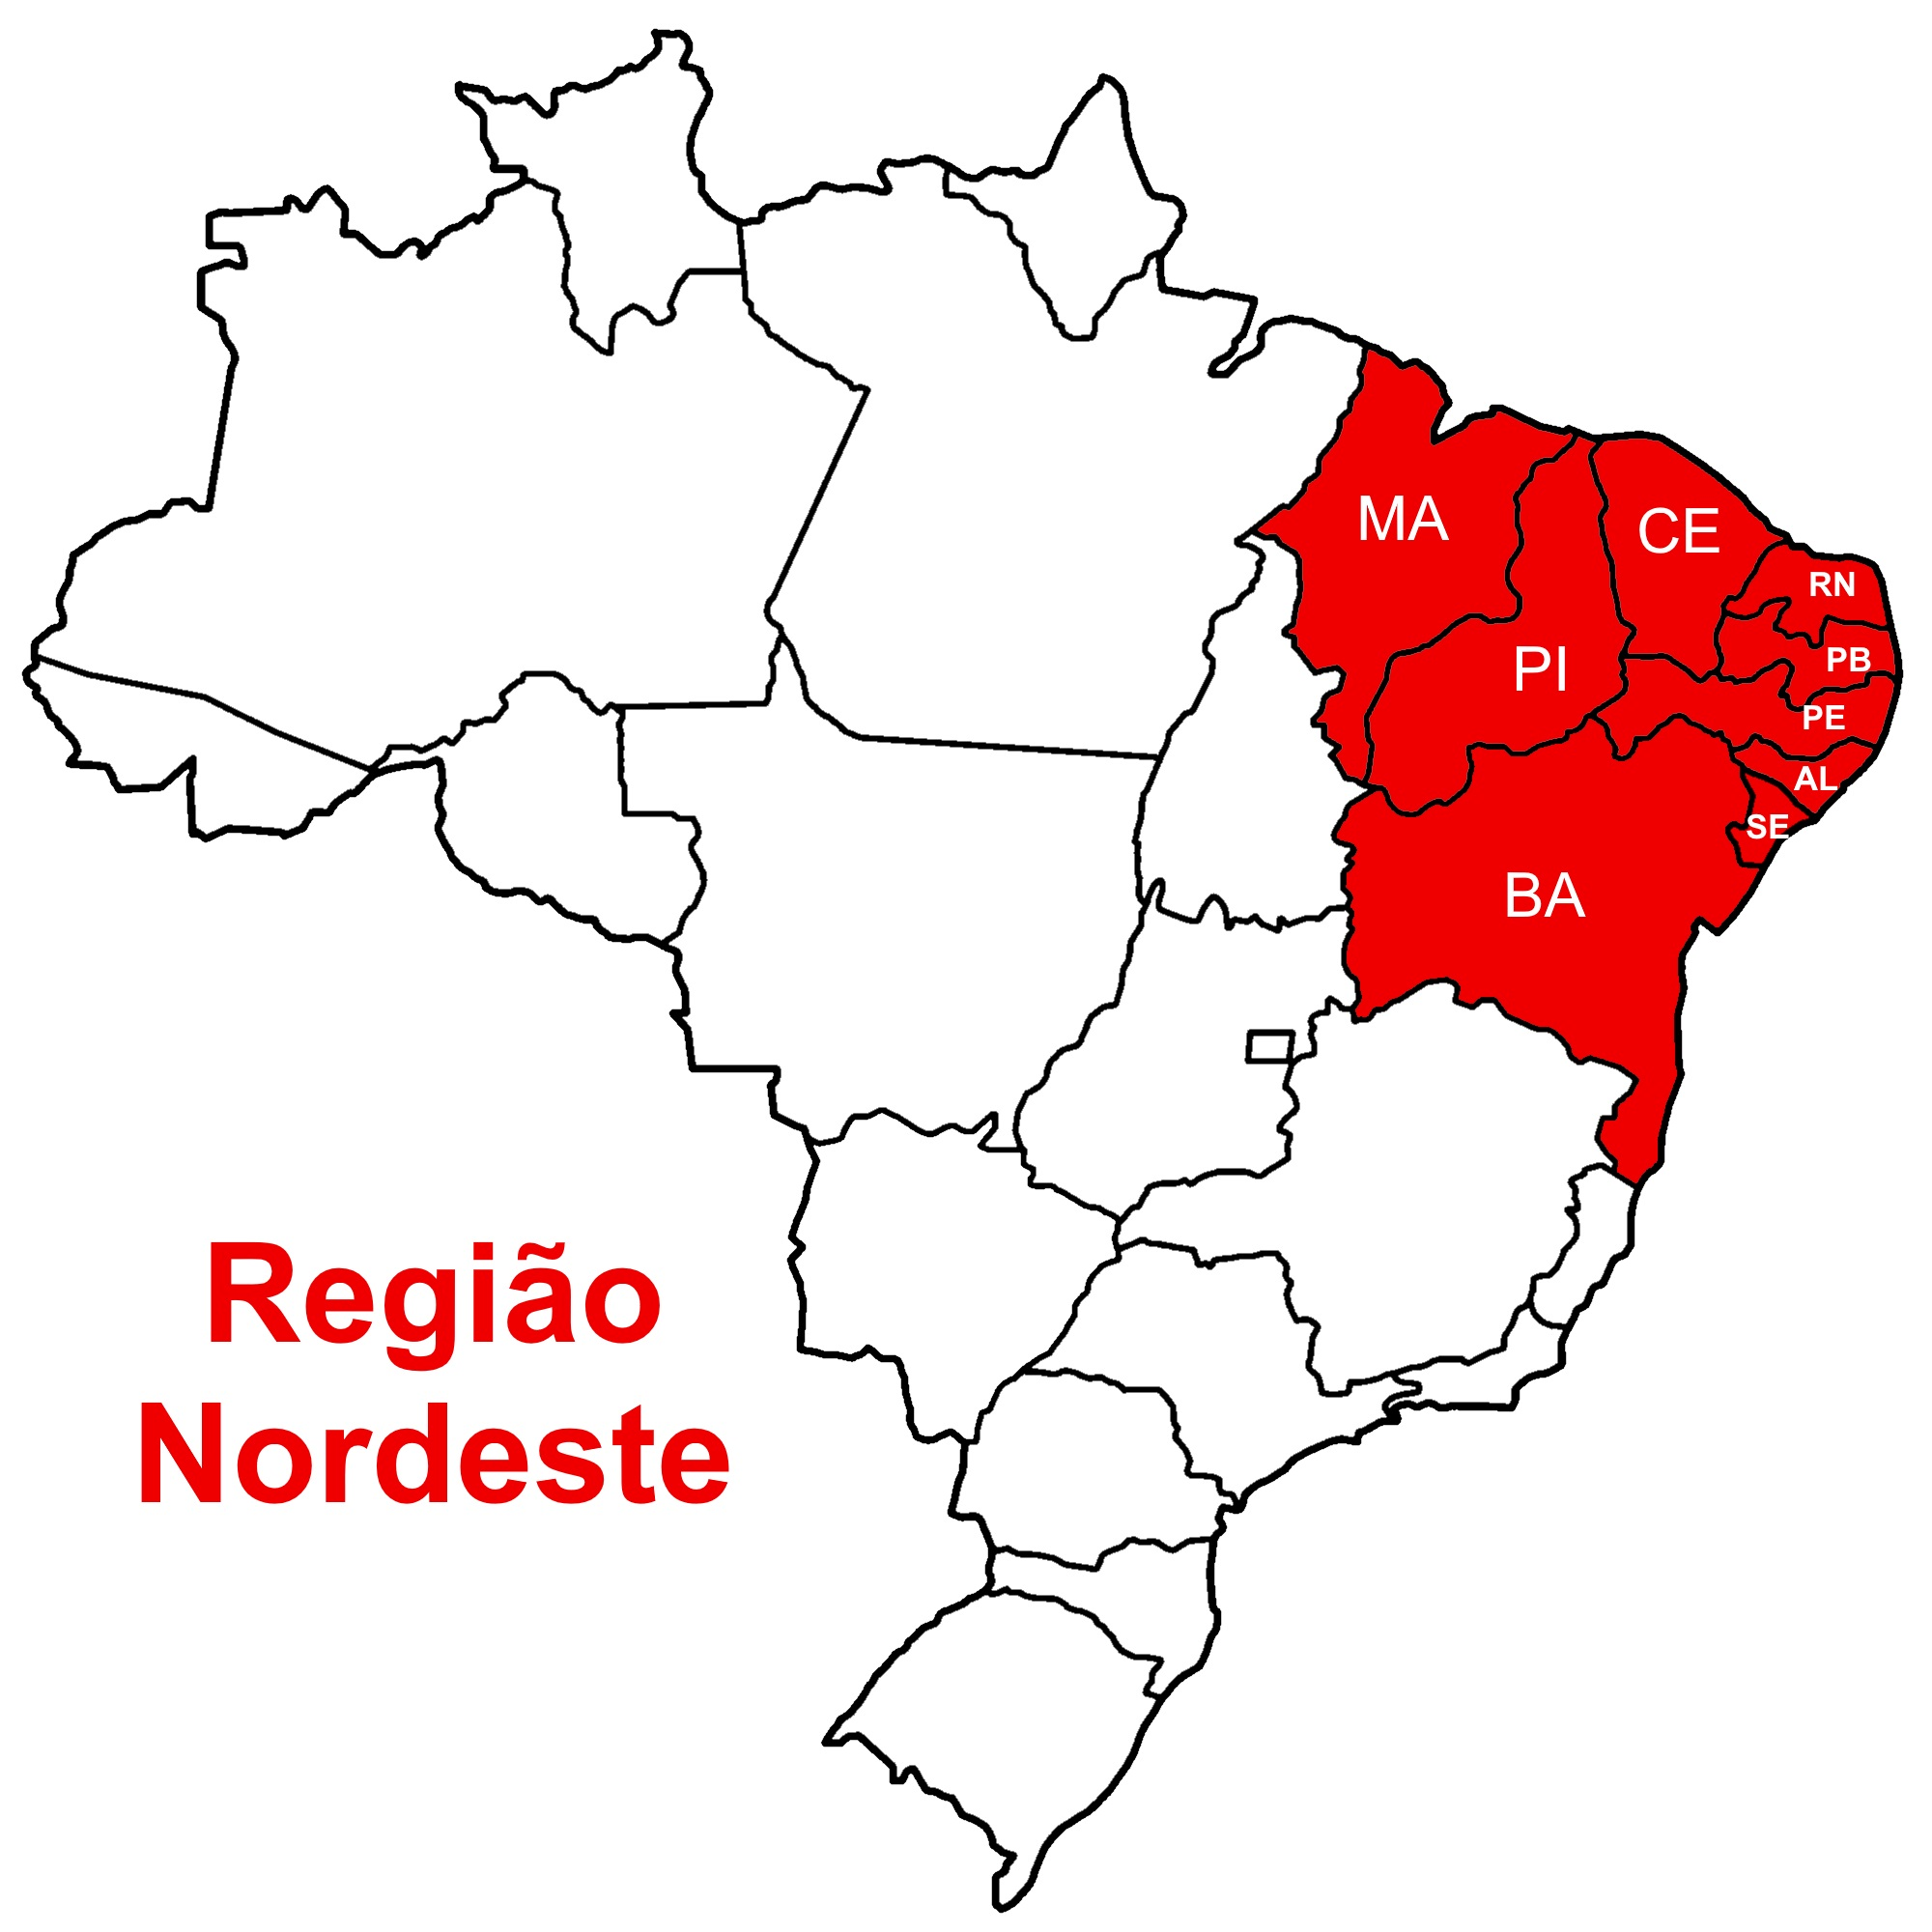 MA
CE
RN
PI
PB
PE
AL
SE
BA
Região
Nordeste